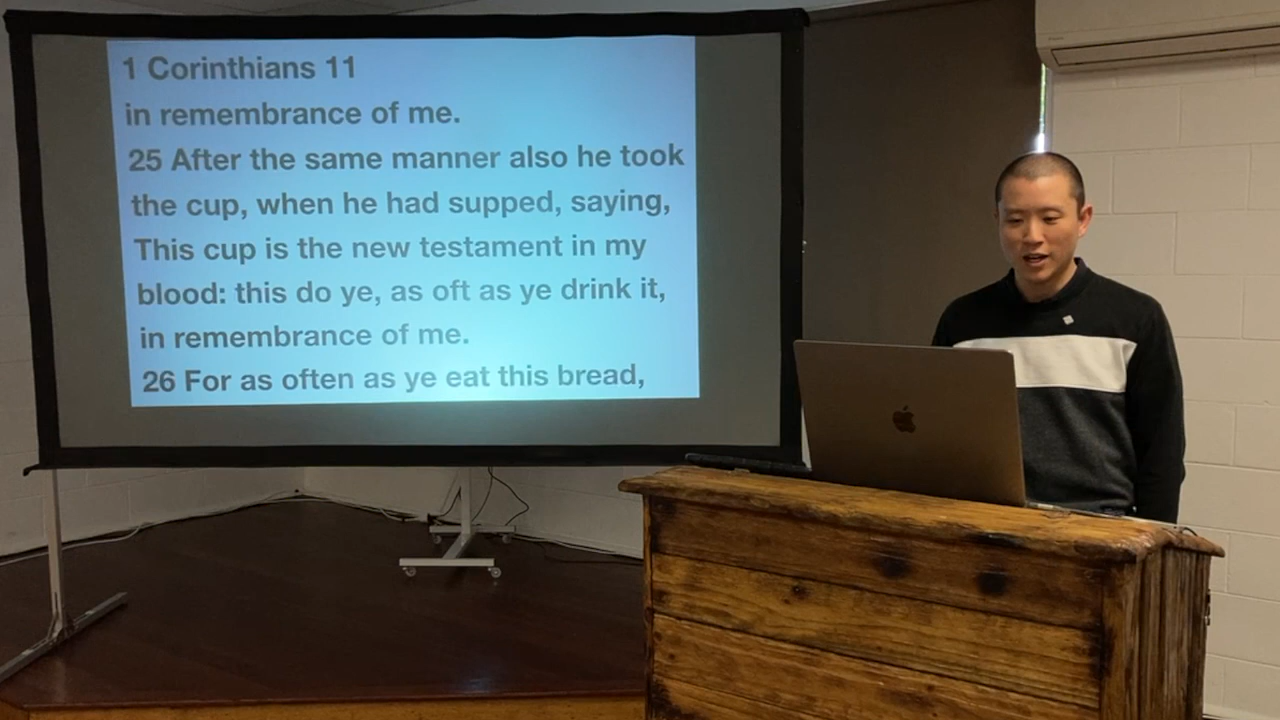 1 Corinthians 11
in remembrance of me.
25 After the same manner also he took
the cup, when he had supped, saying,
This cup is the new testament in my
blood: this do ye, as oft as ye drink it,
in remembrance of me.
26 For as often as ye eat this bread,